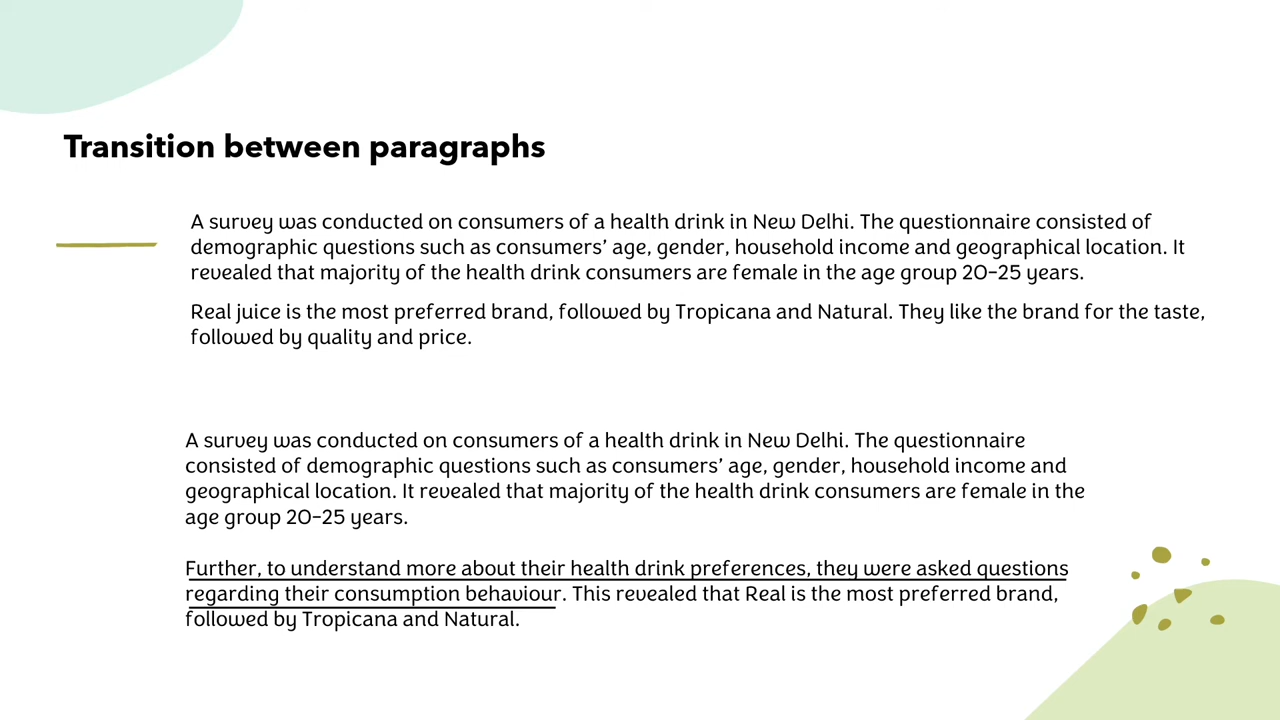 Transition between paragraphs
A survey was conducted on consumers of a health drink in New Delhi. The questionnaire consisted of
demographic questions such as consumers' age, gender, household income and geographical location. It
revealed that majority of the health drink consumers are female in the age group 20-25 years.
Real juice is the most preferred brand, followed by Tropicana and Natural. They like the brand for the taste,
followed by quality and price.
A survey was conducted on consumers of a health drink in New Delhi. The questionnaire
consisted of demographic questions such as consumers' age, gender, household income and
geographical location. It revealed that majority of the health drink consumers are female in the
age group 20-25 years.
Further, to understand more about their health drink preferences, they were asked questions
regarding their consumption behaviour. This revealed that Real is the most preferred brand,
followed by Tropicana and Natural.